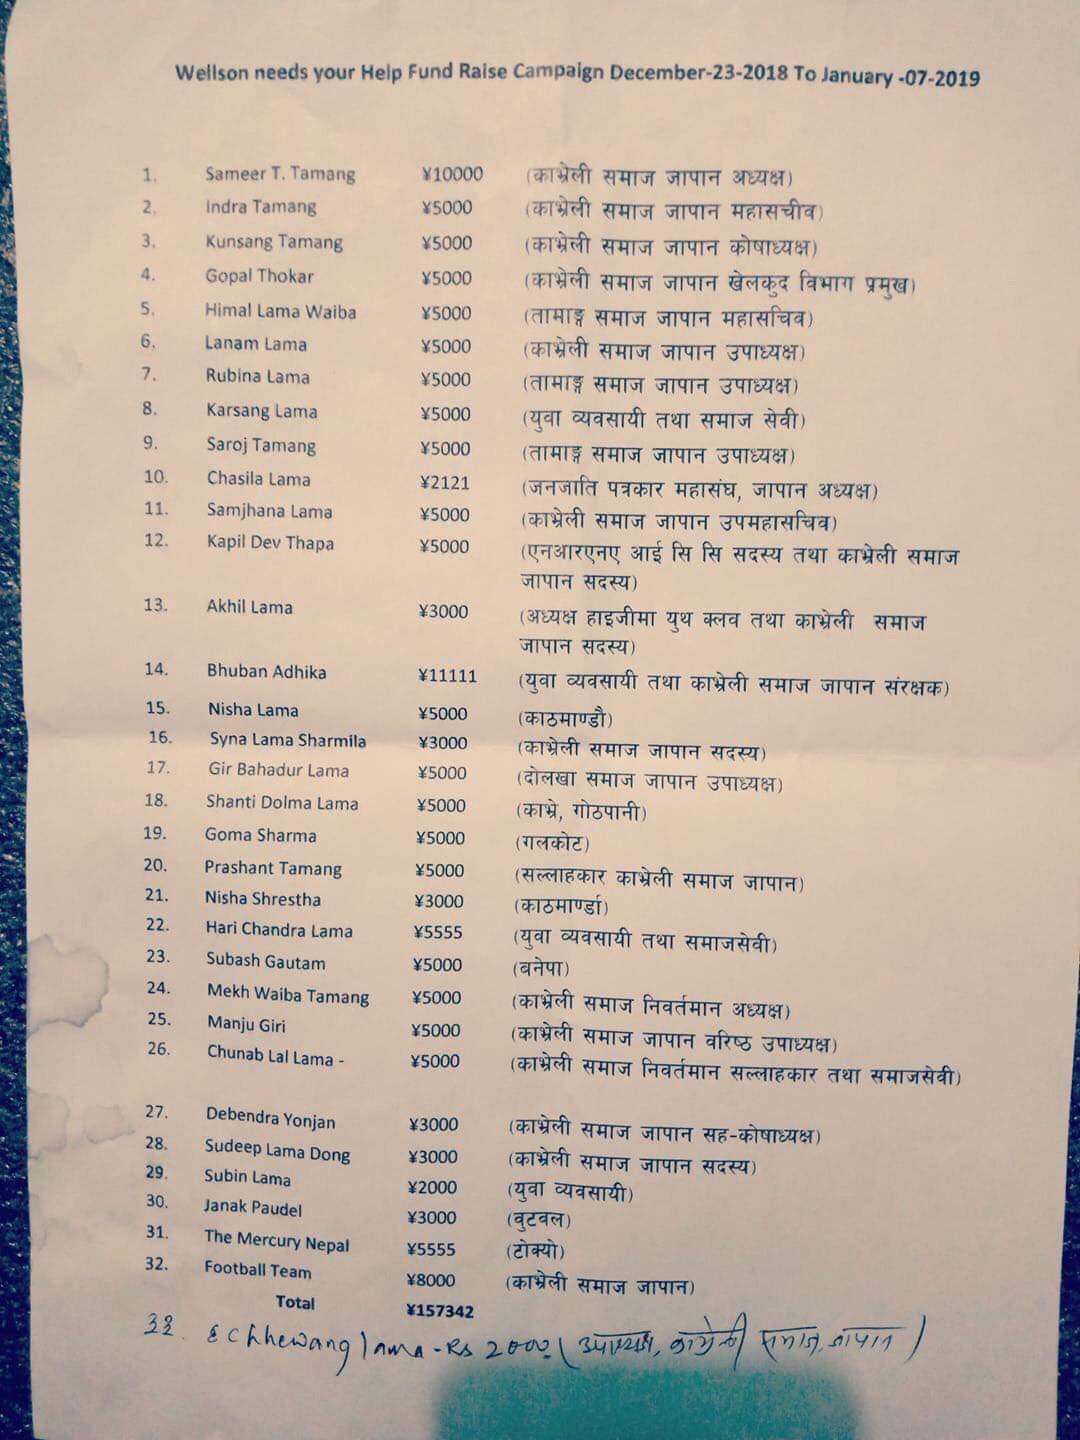 Wellson needs your Help Fund Raise Campaign December-23-2018 To January -07-2019
1. Sameer T. Tamang ¥10000 (काभ्रेली समाज जापान अध्यक्ष)
2. Indra Tamang ¥5000 (काभ्रेली समाज जापान महासचीव)
3. Kunsang Tamang ¥5000 (काभ्रेली समाज जापान कोषाध्यक्ष)
4. Gopal Thokar ¥5000 (काभ्रेली समाज जापान खेलकुद विभाग प्रमुख)
5. Himal Lama Waiba ¥5000 (तामाङ्ग समाज जापान महासचिव)
6. Lanam Lama ¥5000 (काभ्रेली समाज जापान उपाध्यक्ष)
7. Rubina Lama ¥5000 (तामाङ्ग समाज जापान उपाध्यक्ष)
8. Karsang Lama ¥5000 (युवा व्यवसायी तथा समाज सेवी)
9. Saroj Tamang ¥5000 (तामाङ्ग समाज जापान उपाध्यक्ष)
10. Chasila Lama ¥2121 (जनजाति पत्रकार महासंघ, जापान अध्यक्ष)
11. Samjhana Lama ¥5000 (काभ्रेली समाज जापान उपमहासचिव)
12. Kapil Dev Thapa ¥5000 (एनआरएनए आई सि सि सदस्य तथा काभ्रेली समाज
जापान सदस्य)
13. Akhil Lama ¥3000 (अध्यक्ष हाइजीमा युथ क्लव तथा काभ्रेली समाज
जापान सदस्य)
14. Bhuban Adhika ¥11111 (युवा व्यवसायी तथा काभ्रेली समाज जापान संरक्षक)
15. Nisha Lama ¥5000 (काठमाण्डौ)
16. Syna Lama Sharmila ¥3000 (काभ्रेली समाज जापान सदस्य)
17. Gir Bahadur Lama ¥5000 (दोलखा समाज जापान उपाध्यक्ष)
18. Shanti Dolma Lama ¥5000 (काभ्रे, गोठपानी)
19. Goma Sharma ¥5000 (गलकोट)
20. Prashant Tamang ¥5000 (सल्लाहकार काभ्रेली समाज जापान)
21. Nisha Shrestha ¥3000 (काठमार्ण्डा)
22. Hari Chandra Lama ¥5555 (युवा व्यवसायी तथा समाजसेवी)
23. Subash Gautam ¥5000 (बनेपा)
24. Mekh Waiba Tamang ¥5000 (काभ्रेली समाज निवर्तमान अध्यक्ष)
25. Manju Giri ¥5000 (काभ्रेली समाज जापान वरिष्ठ उपाध्यक्ष)
26. Chunab Lal Lama - ¥5000 (काभ्रेली समाज निवर्तमान सल्लाहकार तथा समाजसेवी)
27. Debendra Yonjan ¥3000 (काभ्रेली समाज जापान सह-कोषाध्यक्ष)
28. Sudeep Lama Dong ¥3000 (काभ्रेली समाज जापान सदस्य)
29. Subin Lama ¥2000 (युवा व्यवसायी)
30. Janak Paudel ¥3000 (वुटवल)
31. The Mercury Nepal ¥5555 (टोक्यो)
32. Football Team ¥8000 (काभ्रेली समाज जापान)
Total ¥157342
३३. Chhewang lama - Rs (उपाध्यक्ष, काभ्रेली समाज, जापान)